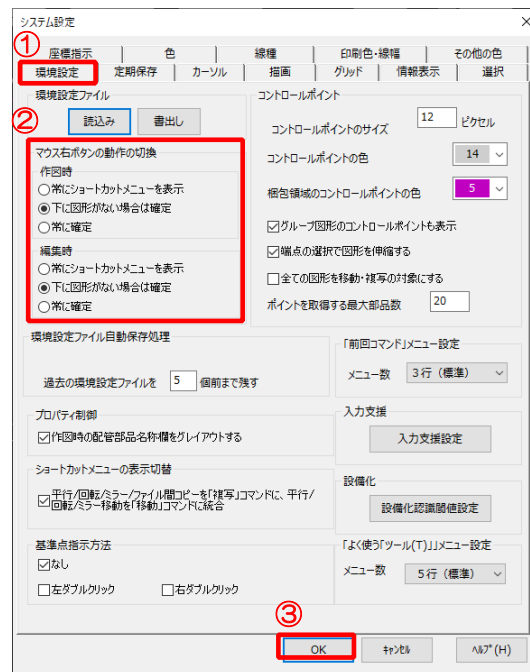 システム設定
①
座標指示 色 線種 印刷色・線幅 その他の色
環境設定 定期保存 カーソル 描画 グリッド 情報表示 選択
環境設定ファイル
②
読込み 書出し
マウス右ボタンの動作の切換
作図時
常にショートカットメニューを表示
下に図形がない場合は確定
常に確定
編集時
常にショートカットメニューを表示
下に図形がない場合は確定
常に確定
コントロールポイント
コントロールポイントのサイズ 12 ピクセル
コントロールポイントの色 14
梱包領域のコントロールポイントの色 5
グループ図形のコントロールポイントも表示
端点の選択で図形を伸縮する
全ての図形を移動・複写の対象にする
ポイントを取得する最大部品数 20
環境設定ファイル自動保存処理
過去の環境設定ファイルを 5 個前まで残す
「前回コマンド」メニュー設定
メニュー数 3行（標準）
プロパティ制御
作図時の配管部品名称欄をグレイアウトする
入力支援
入力支援設定
ショートカットメニューの表示切替
平行/回転/ミラー/ファイル間コピーを「複写」コマンドに、平行/
回転/ミラー移動を「移動」コマンドに統合
設備化
設備化認識閾値設定
基準点指示方法
なし
左ダブルクリック 右ダブルクリック
「よく使う「ツール(T)」」メニュー設定
メニュー数 5行（標準）
③
OK キャンセル ヘルプ(H)